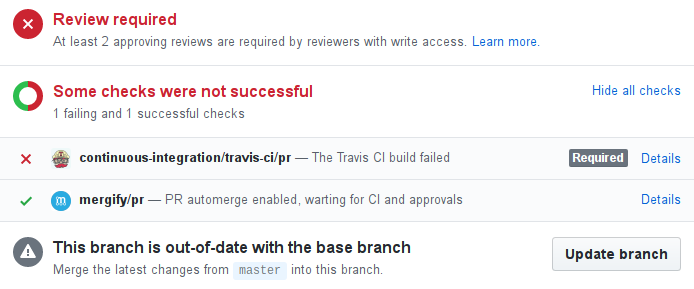 Review required
At least 2 approving reviews are required by reviewers with write access. Learn more.
Some checks were not successful
Hide all checks
1 failing and 1 successful checks
continuous-integration/travis-ci/pr — The Travis CI build failed Required Details
mergify/pr — PR automerge enabled, warting for CI and approvals Details
This branch is out-of-date with the base branch
Update branch
Merge the latest changes from master into this branch.